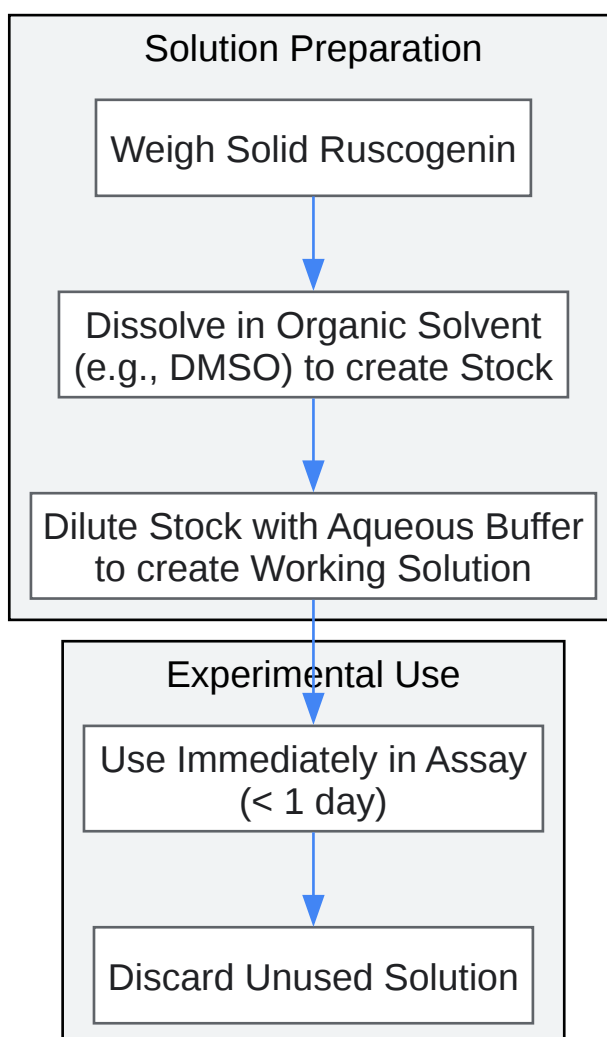 Solution Preparation
Weigh Solid Ruscogenin
Dissolve in Organic Solvent
(e.g., DMSO) to create Stock
Dilute Stock with Aqueous Buffer
to create Working Solution
Experimental Use
Use Immediately in Assay
(< 1 day)
Discard Unused Solution